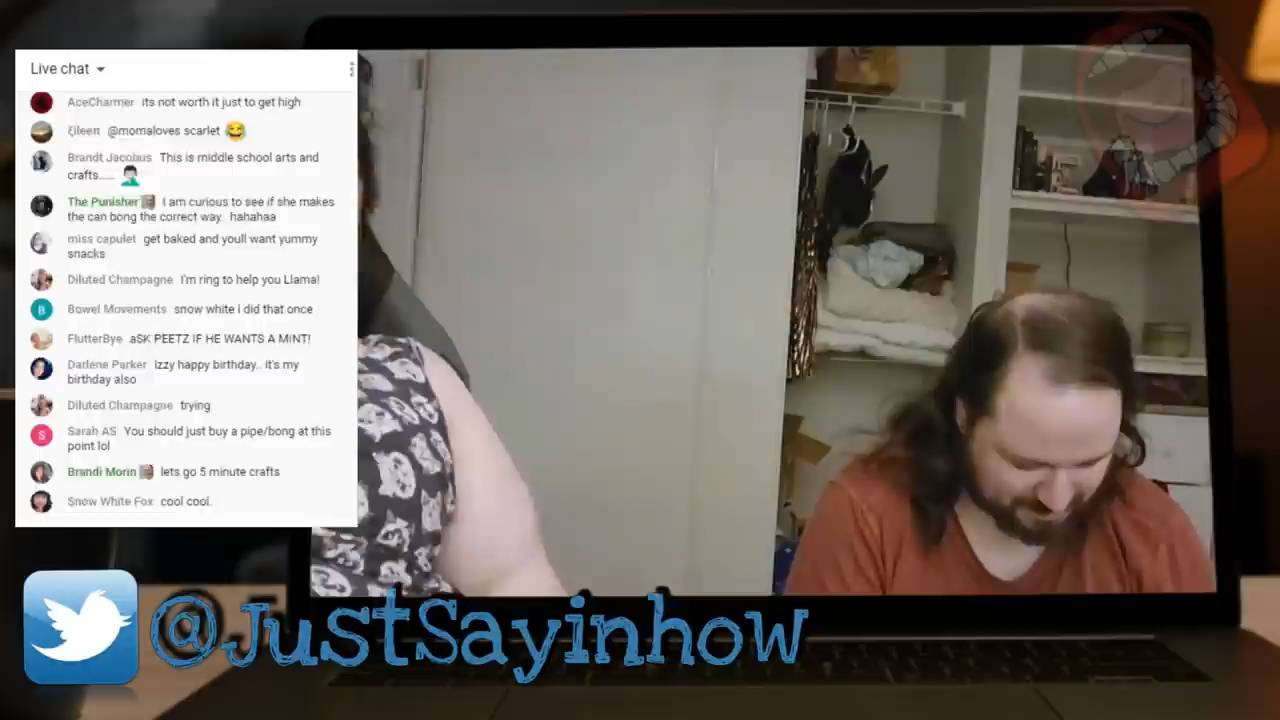 Live chat
AceCharmer its not worth it just to get high
Eileen @momaloves scarlet 😂
Brandt Jacobus This is middle school arts and
crafts..... 🤦🏻‍♂️
The Punisher I am curious to see if she makes
the can bong the correct way. hahahaa
miss capulet get baked and youll want yummy
snacks
Diluted Champagne I'm ring to help you Llama!
B
Bowel Movements snow white i did that once
FlutterBye aSK PEETZ IF HE WANTS A MINT!
Darlene Parker Izzy happy birthday.. it's my
birthday also
Diluted Champagne trying
S
Sarah AS You should just buy a pipe/bong at this
point lol
Brandi Morin lets go 5 minute crafts
Snow White Fox cool cool.
@JustSayinhow